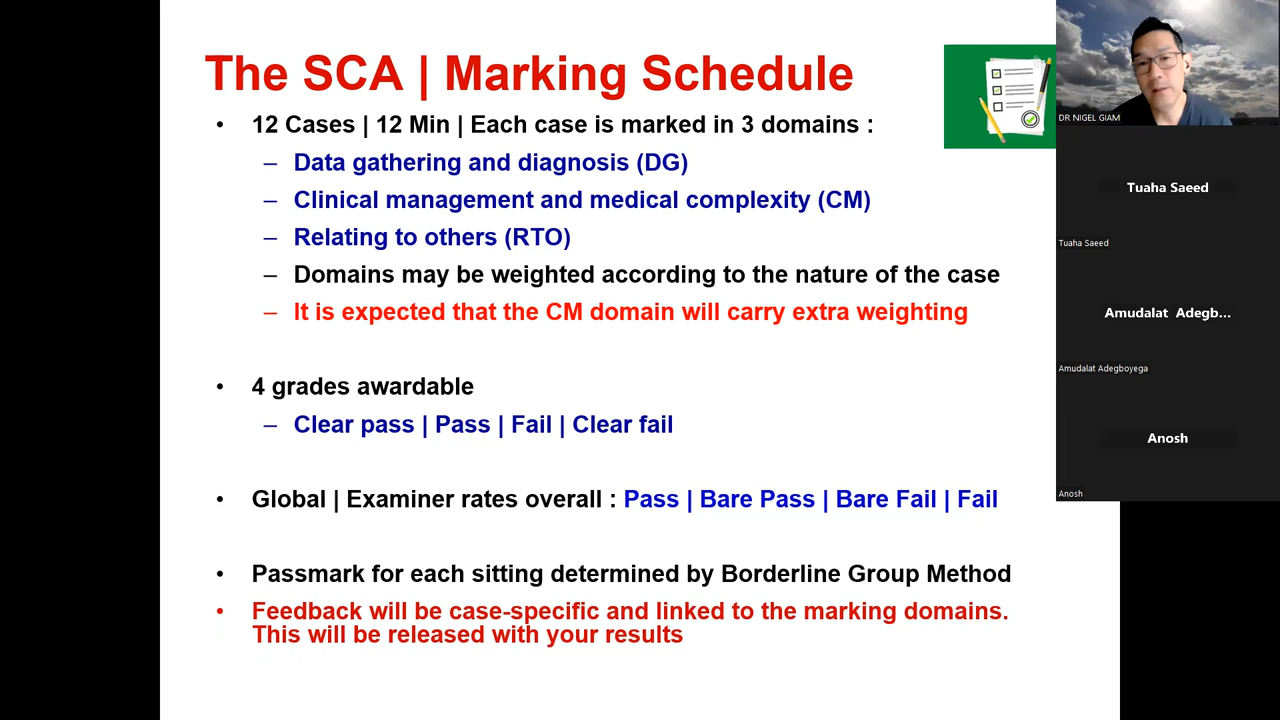 The SCA | Marking Schedule
• 12 Cases | 12 Min | Each case is marked in 3 domains :
– Data gathering and diagnosis (DG)
– Clinical management and medical complexity (CM)
– Relating to others (RTO)
– Domains may be weighted according to the nature of the case
– It is expected that the CM domain will carry extra weighting
• 4 grades awardable
– Clear pass | Pass | Fail | Clear fail
• Global | Examiner rates overall : Pass | Bare Pass | Bare Fail | Fail
• Passmark for each sitting determined by Borderline Group Method
• Feedback will be case-specific and linked to the marking domains.
This will be released with your results
DR NIGEL GIAM
Tuaha Saeed
Tuaha Saeed
Amudalat Adegb...
Amudalat Adegboyega
Anosh
Anosh